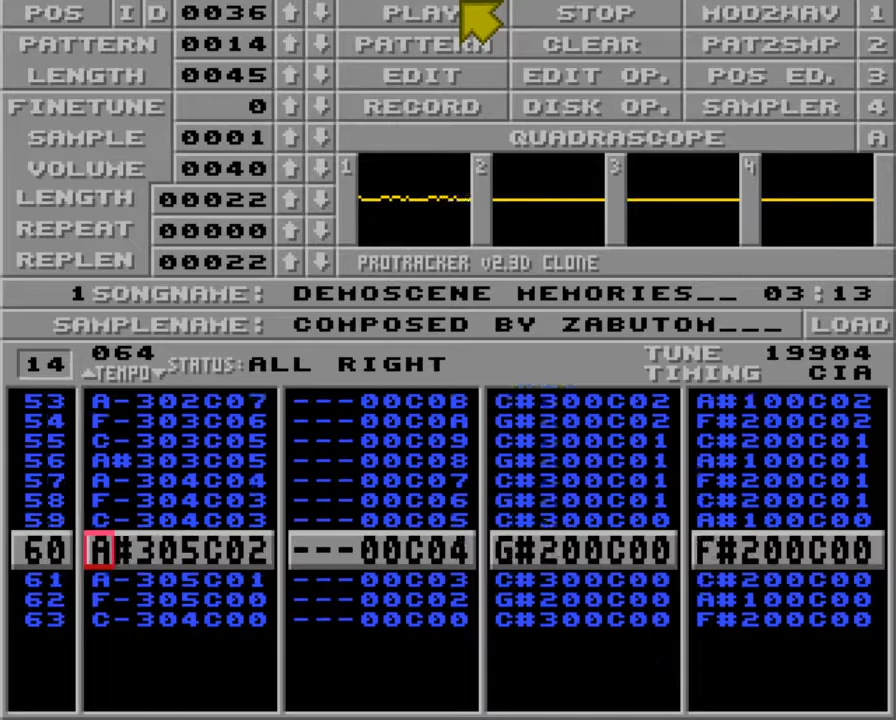 POS I D 0036 PLAY STOP MOD2WAV 1
PATTERN 0014 PATTERN CLEAR PAT2SMP 2
LENGTH 0045 EDIT EDIT OP. POS ED. 3
FINETUNE 0 RECORD DISK OP. SAMPLER 4
SAMPLE 0001 QUADRASCOPE A
VOLUME 0040 1 2 3 4
LENGTH 00022
REPEAT 00000
REPLEN 00022 PROTRACKER v2.3D CLONE
1 SONGNAME: DEMOSCENE MEMORIES__ 03:13
SAMPLENAME: COMPOSED BY ZABUTOM___ LOAD
14 064 TEMPO STATUS: ALL RIGHT TUNE 19904
TIMING CIA
53 A-302C07 ---00C0B C#300C02 A#100C02
54 F-303C06 ---00C0A G#200C02 F#200C02
55 C-303C05 ---00C09 C#300C01 C#200C01
56 A#303C05 ---00C08 G#200C01 A#100C01
57 A-304C04 ---00C07 C#300C01 F#200C01
58 F-304C03 ---00C06 G#200C01 C#200C01
59 C-304C03 ---00C05 C#300C00 A#100C00
60 A#305C02 ---00C04 G#200C00 F#200C00
61 A-305C01 ---00C03 C#300C00 C#200C00
62 F-305C00 ---00C02 G#200C00 A#100C00
63 C-304C00 ---00C00 C#300C00 F#200C00